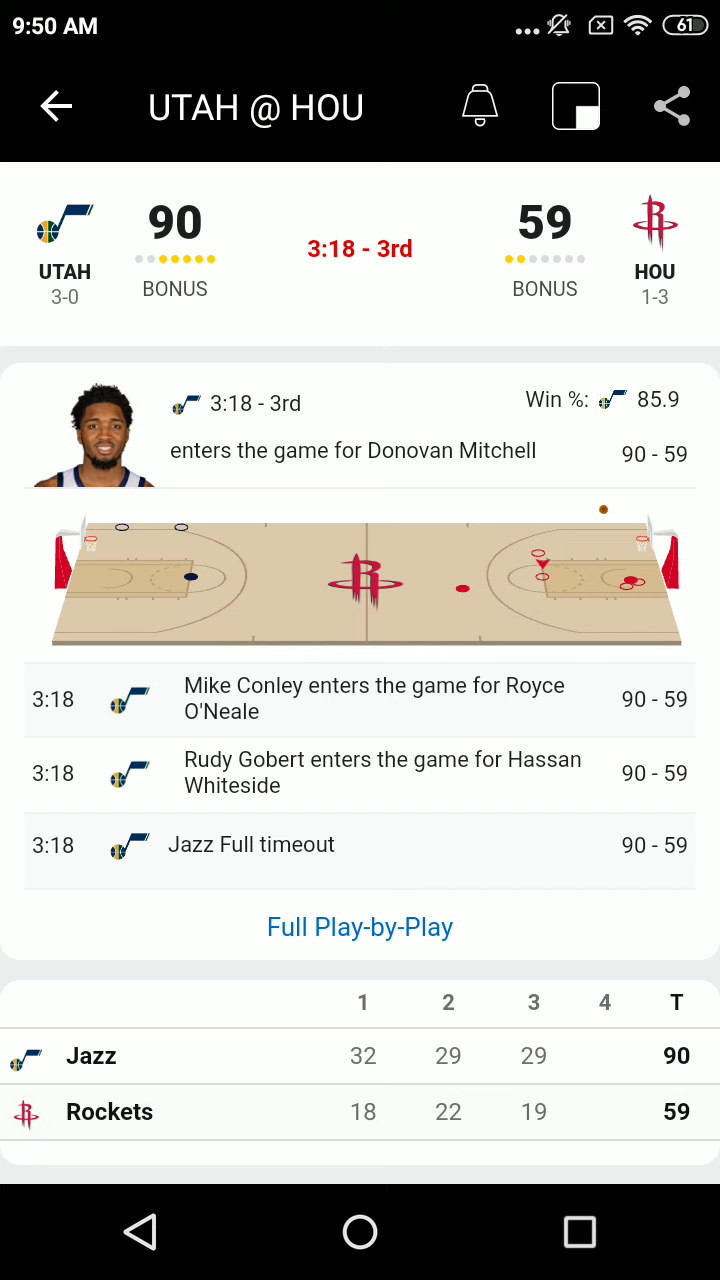 9:50 AM
61
UTAH @ HOU
90
59
3:18 - 3rd
UTAH
HOU
3-0
BONUS
BONUS
1-3
3:18 - 3rd
Win %:
85.9
enters the game for Donovan Mitchell
90 - 59
3:18
Mike Conley enters the game for Royce
O'Neale
90 - 59
3:18
Rudy Gobert enters the game for Hassan
Whiteside
90 - 59
3:18
Jazz Full timeout
90 - 59
Full Play-by-Play
1 2 3 4 T
Jazz 32 29 29 90
Rockets 18 22 19 59